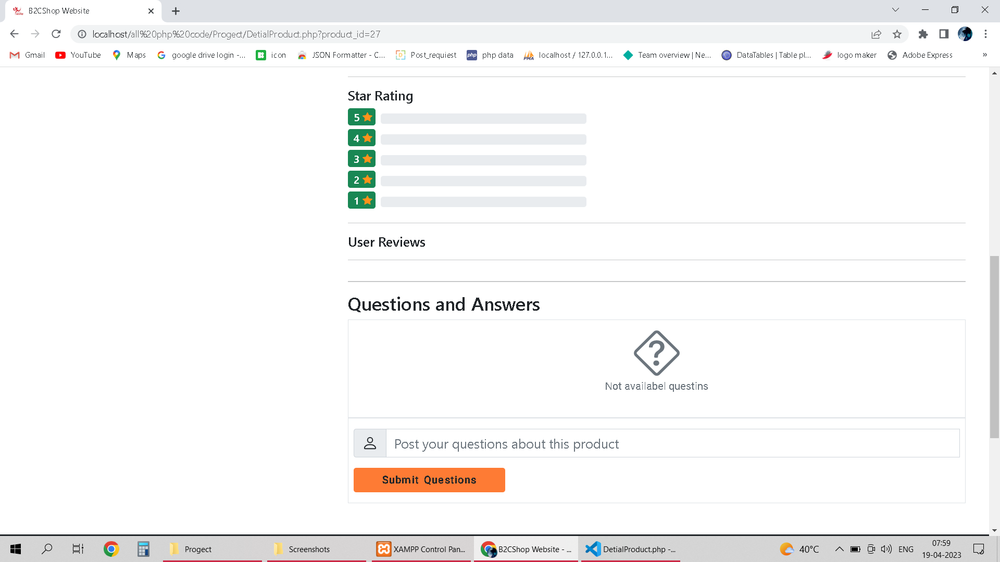 B2CShop Website
localhost/all%20php%20code/Progect/DetialProduct.php?product_id=27
Gmail
YouTube
Maps
google drive login -...
icon
JSON Formatter - C...
Post_requiest
php data
localhost / 127.0.0.1...
Team overview | Ne...
DataTables | Table pl...
logo maker
Adobe Express
»
Star Rating
5
4
3
2
1
User Reviews
Questions and Answers
Not availabel questins
Post your questions about this product
Submit Questions
Progect
Screenshots
XAMPP Control Pan...
B2CShop Website - ...
DetialProduct.php -...
40°C
ENG
07:59
19-04-2023